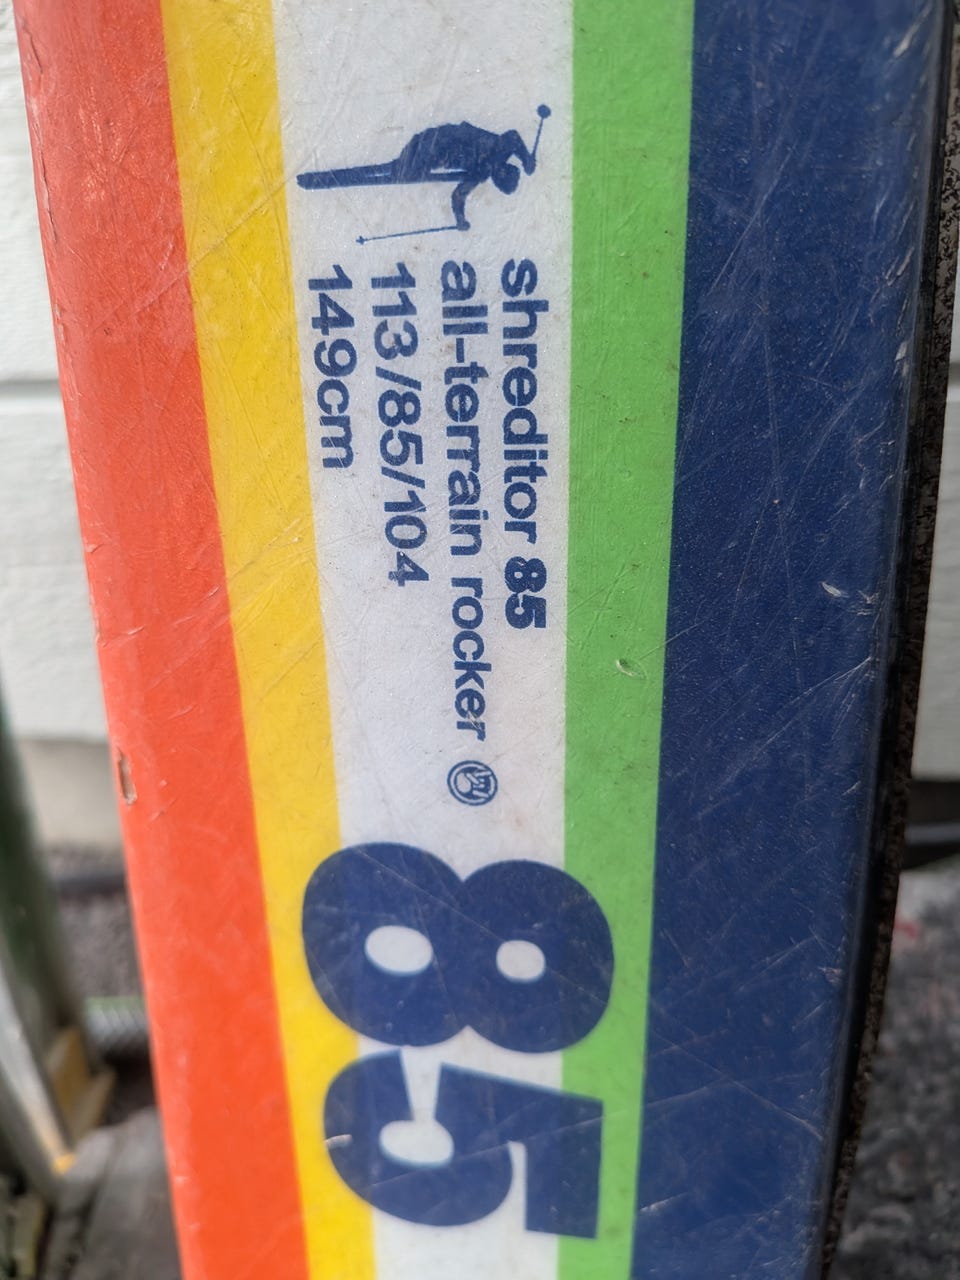 shreditor 85
all-terrain rocker
113/85/104
149cm
85